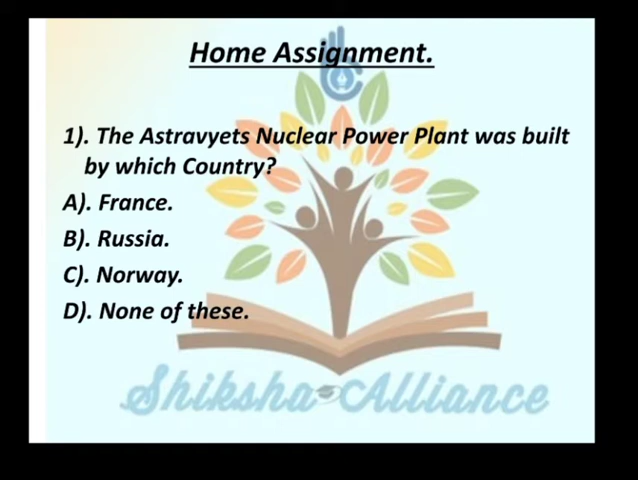 Home Assignment.
1). The Astravyets Nuclear Power Plant was built
by which Country?
A). France.
B). Russia.
C). Norway.
D). None of these.
Shiksha Alliance